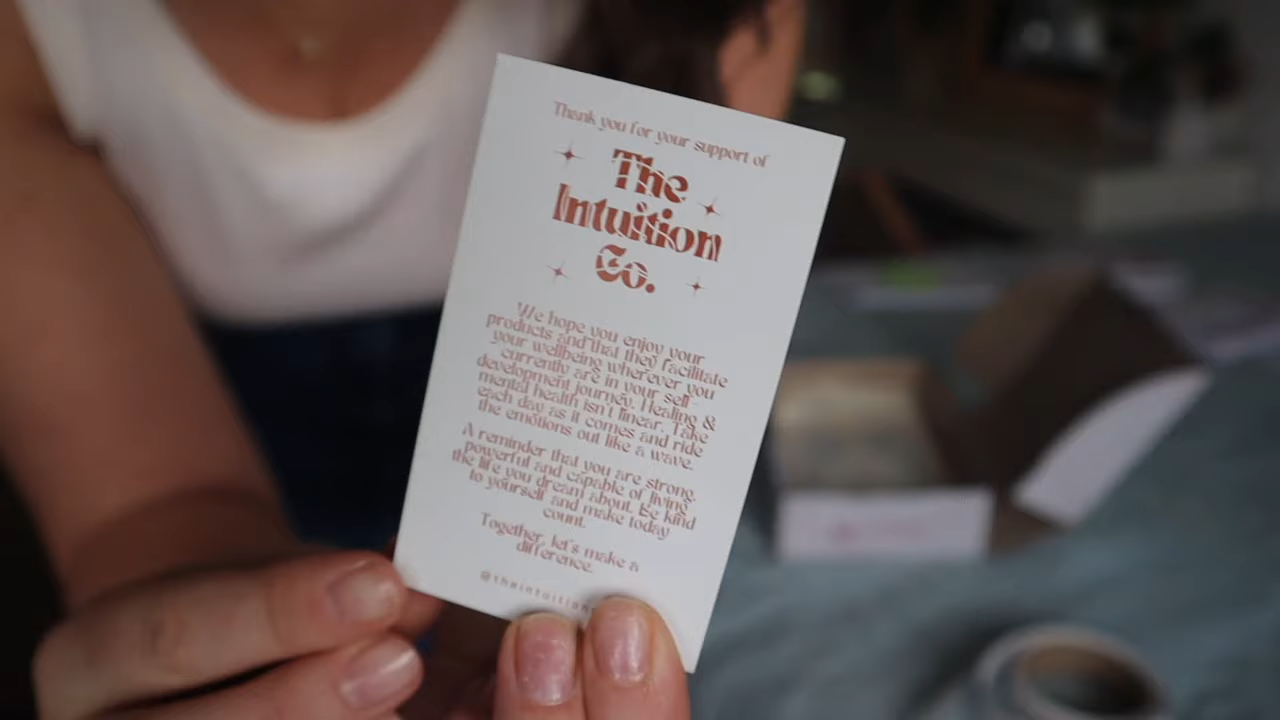 Thank you for your support of
The
Intuition
Co.
We hope you enjoy your
products and that they facilitate
your wellbeing wherever you
currently are in your self-
development journey. Healing &
mental health isn't linear. Take
each day as it comes and ride
the emotions out like a wave.
A reminder that you are strong,
powerful and capable of living
the life you dream about. Be kind
to yourself and make today
count.
Together, let's make a
difference.
@theintuition